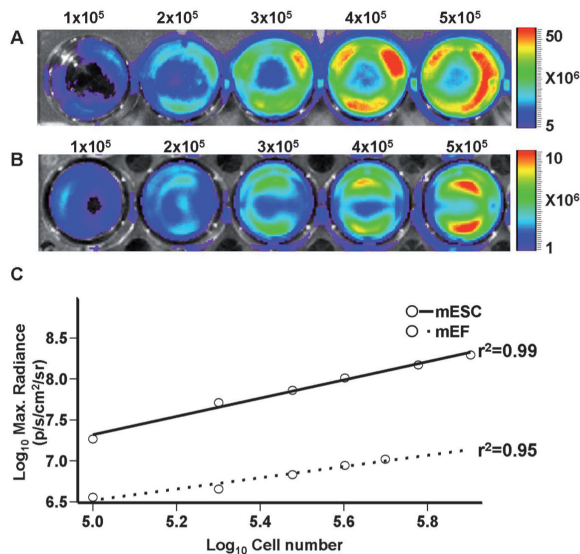 1x10⁵ 2x10⁵ 3x10⁵ 4x10⁵ 5x10⁵
A
50
X10⁶
5
B
1x10⁵ 2x10⁵ 3x10⁵ 4x10⁵ 5x10⁵
10
X10⁶
1
C
mESC
mEF
r²=0.99
r²=0.95
Log₁₀ Max. Radiance
(p/s/cm²/sr)
8.5
8.0
7.5
7.0
6.5
5.0 5.2 5.4 5.6 5.8
Log₁₀ Cell number